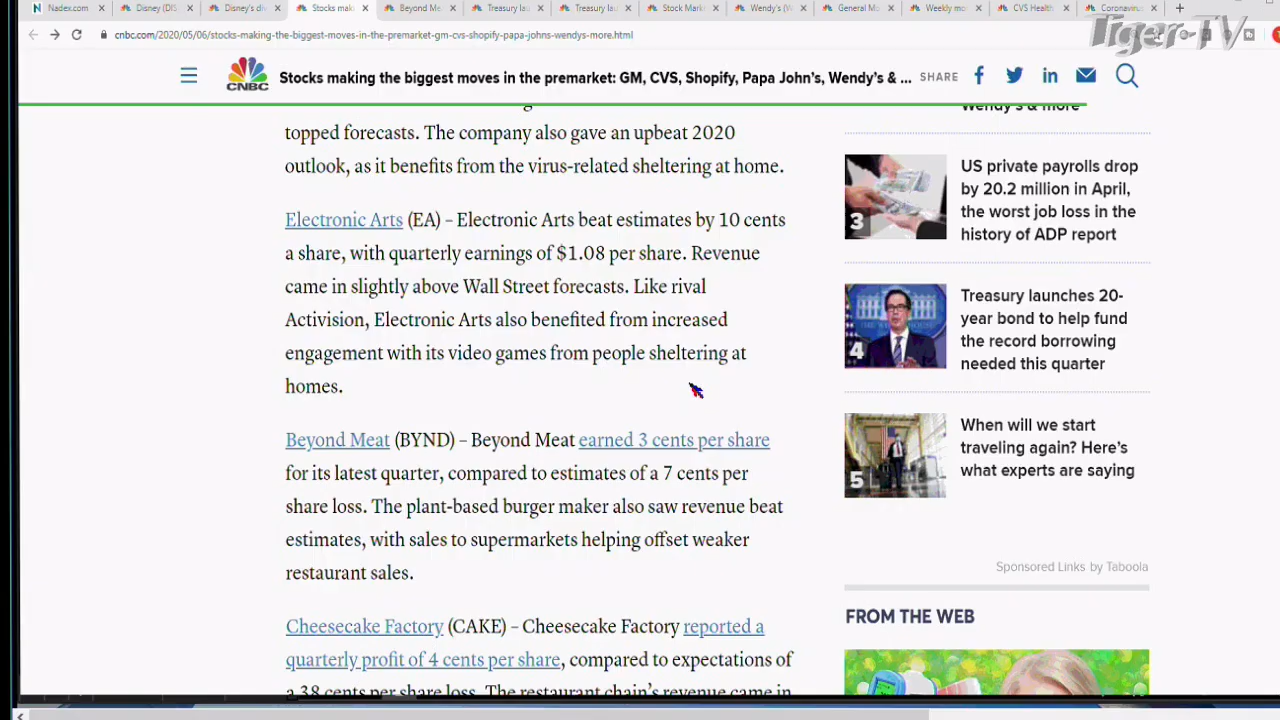 Nadex.com
Disney (DIS
Disney's div
Stocks mak
Beyond Me
Treasury lau
Treasury lau
Stock Mark
Wendy's (W
General Mo
Weekly mo
CVS Health
Coronavirus
Tiger-TV
cnbc.com/2020/05/06/stocks-making-the-biggest-moves-in-the-premarket-gm-cvs-shopify-papa-johns-wendys-more.html
CNBC
Stocks making the biggest moves in the premarket: GM, CVS, Shopify, Papa John's, Wendy's & ...
SHARE
topped forecasts. The company also gave an upbeat 2020
outlook, as it benefits from the virus-related sheltering at home.
Electronic Arts (EA) – Electronic Arts beat estimates by 10 cents
a share, with quarterly earnings of $1.08 per share. Revenue
came in slightly above Wall Street forecasts. Like rival
Activision, Electronic Arts also benefited from increased
engagement with its video games from people sheltering at
homes.
Beyond Meat (BYND) – Beyond Meat earned 3 cents per share
for its latest quarter, compared to estimates of a 7 cents per
share loss. The plant-based burger maker also saw revenue beat
estimates, with sales to supermarkets helping offset weaker
restaurant sales.
Cheesecake Factory (CAKE) – Cheesecake Factory reported a
quarterly profit of 4 cents per share, compared to expectations of
a 38 cents per share loss. The restaurant chain's revenue came in
Wendy's & more
3
US private payrolls drop
by 20.2 million in April,
the worst job loss in the
history of ADP report
4
Treasury launches 20-
year bond to help fund
the record borrowing
needed this quarter
5
When will we start
traveling again? Here's
what experts are saying
Sponsored Links by Taboola
FROM THE WEB